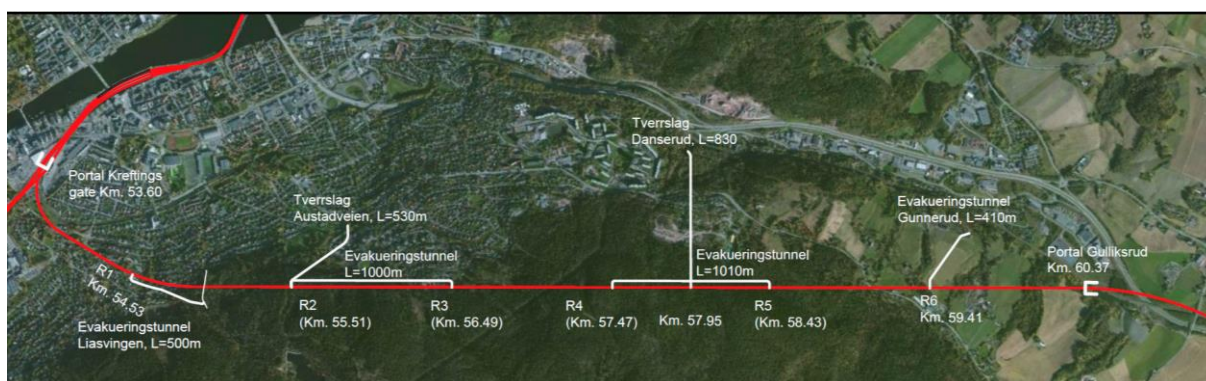 Portal Kreftings
gate Km. 53.60
R1
Km. 54.53
Evakueringstunnel
Liasvingen, L=500m
Tverrslag
Austadveien, L=530m
Evakueringstunnel
L=1000m
R2
(Km. 55.51)
R3
(Km. 56.49)
Tverrslag
Danserud, L=830
Evakueringstunnel
L=1010m
R4
(Km. 57.47)
Km. 57.95
R5
(Km. 58.43)
Evakueringstunnel
Gunnerud, L=410m
R6
Km. 59.41
Portal Gulliksrud
Km. 60.37